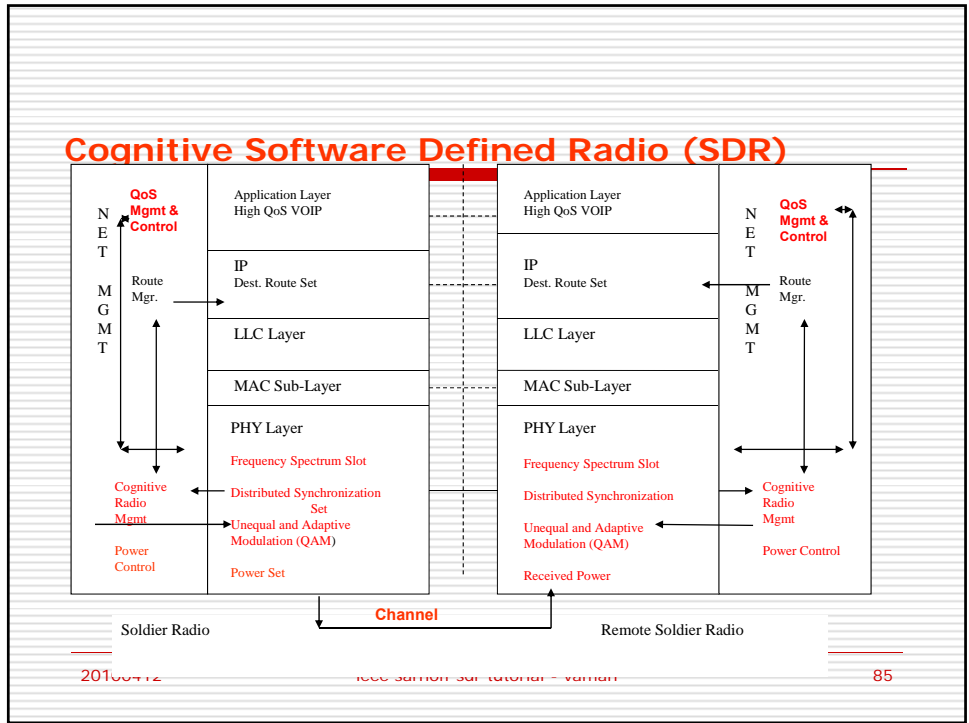 Cognitive Software Defined Radio (SDR)
N
E
T
M
G
M
T
QoS
Mgmt &
Control
Route
Mgr.
Cognitive
Radio
Mgmt
Power
Control
Application Layer
High QoS VOIP
IP
Dest. Route Set
LLC Layer
MAC Sub-Layer
PHY Layer
Frequency Spectrum Slot
Distributed Synchronization
Set
Unequal and Adaptive
Modulation (QAM)
Power Set
Application Layer
High QoS VOIP
IP
Dest. Route Set
LLC Layer
MAC Sub-Layer
PHY Layer
Frequency Spectrum Slot
Distributed Synchronization
Unequal and Adaptive
Modulation (QAM)
Received Power
N
E
T
M
G
M
T
QoS
Mgmt &
Control
Route
Mgr.
Cognitive
Radio
Mgmt
Power Control
Channel
Soldier Radio
Remote Soldier Radio
85